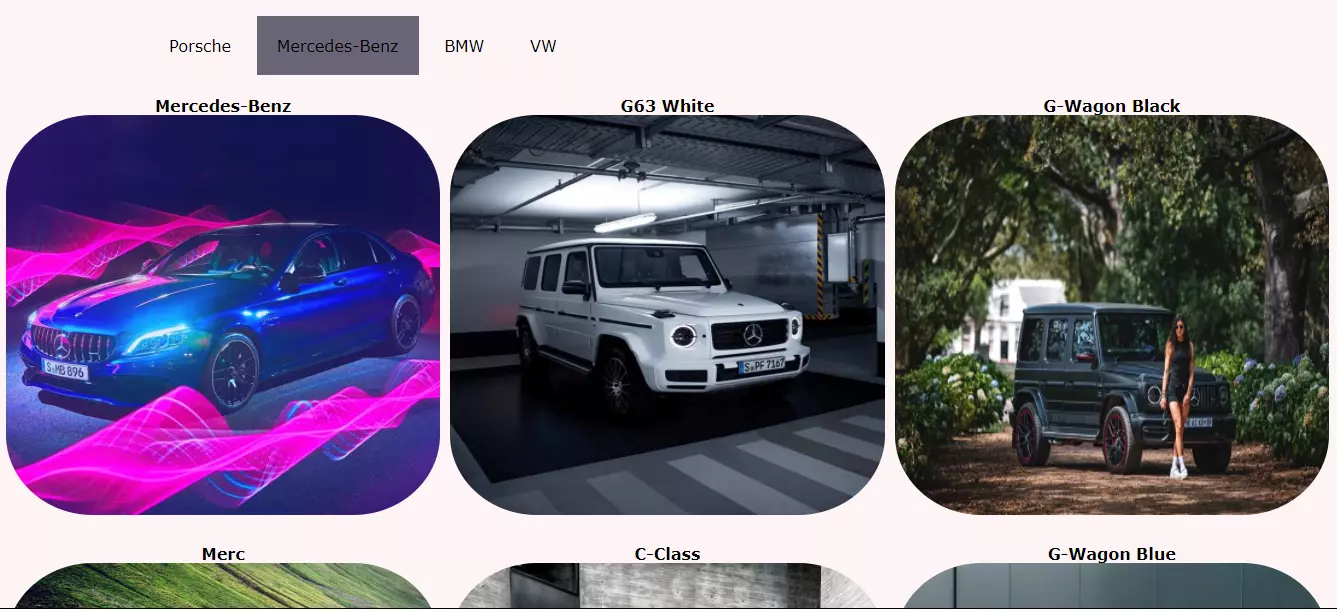 Porsche Mercedes-Benz BMW VW
Mercedes-Benz G63 White G-Wagon Black
S MB 896
S PF 7167
Merc C-Class G-Wagon Blue